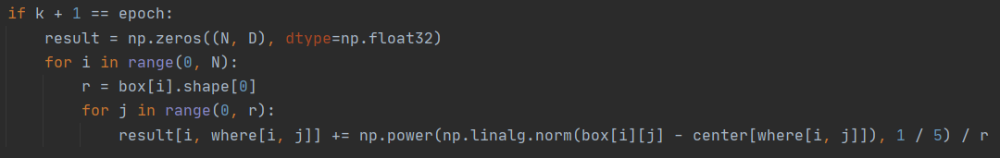 if k + 1 == epoch:
    result = np.zeros((N, D), dtype=np.float32)
    for i in range(0, N):
        r = box[i].shape[0]
        for j in range(0, r):
            result[i, where[i, j]] += np.power(np.linalg.norm(box[i][j] - center[where[i, j]]), 1 / 5) / r